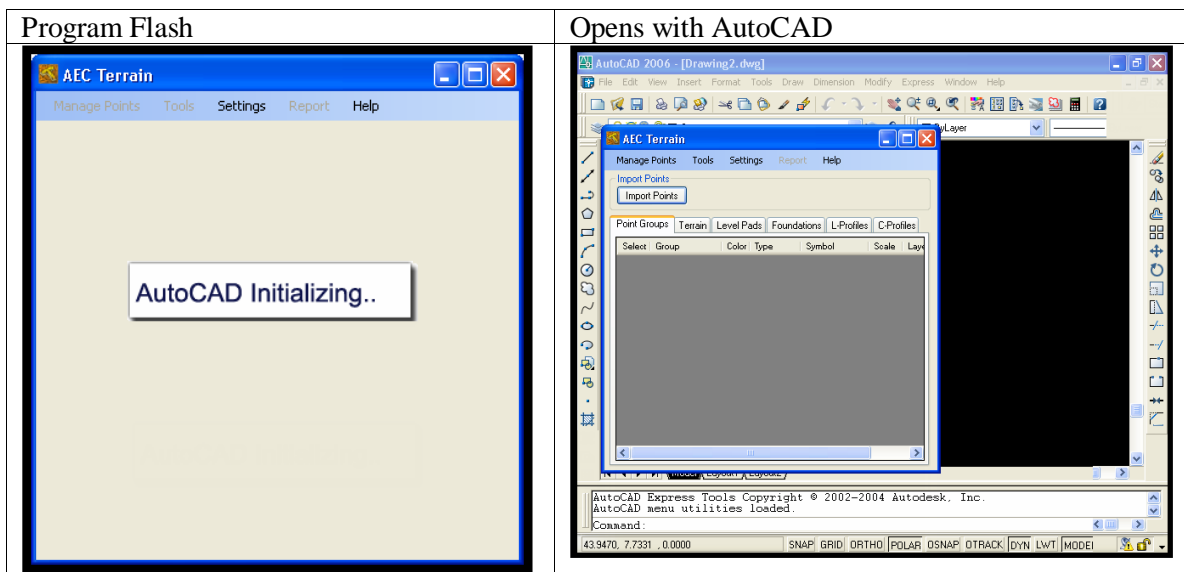 Program Flash
Opens with AutoCAD
AEC Terrain
Manage Points Tools Settings Report Help
AutoCAD Initializing..
AutoCAD 2006 - [Drawing2.dwg]
File Edit View Insert Format Tools Draw Dimension Modify Express Window Help
ByLayer
AEC Terrain
Manage Points Tools Settings Report Help
Import Points
Import Points
Point Groups Terrain Level Pads Foundations L-Profiles C-Profiles
Select Group Color Type Symbol Scale Laye
AutoCAD Express Tools Copyright © 2002-2004 Autodesk, Inc.
AutoCAD menu utilities loaded.
Command:
43.9470, 7.7331 , 0.0000 SNAP GRID ORTHO POLAR OSNAP OTRACK DYN LWT MODEL